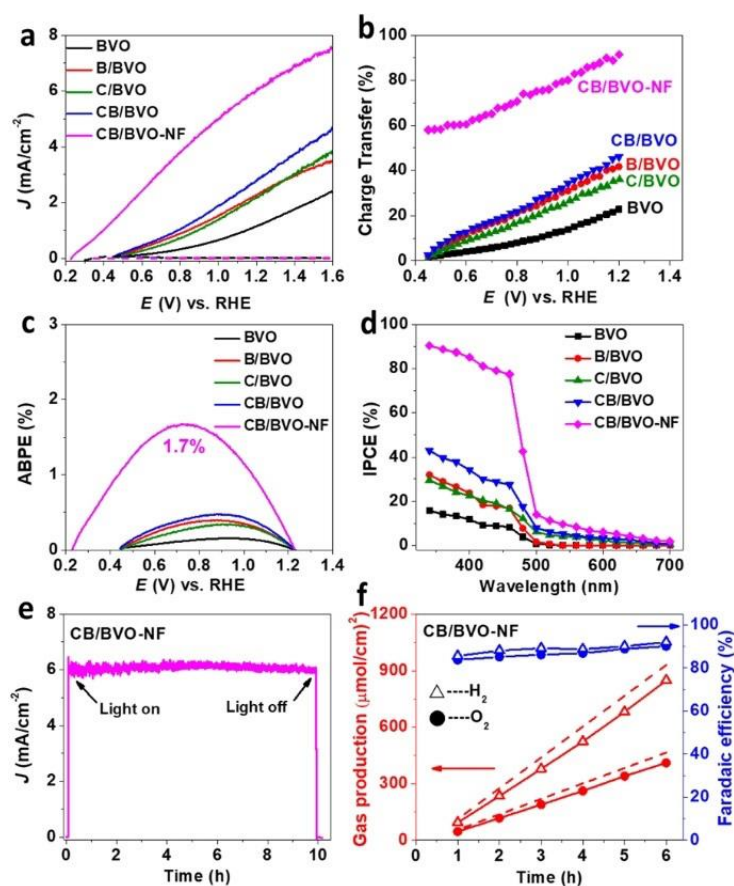 a
8
6
4
2
0
0.2 0.4 0.6 0.8 1.0 1.2 1.4 1.6
J (mA/cm⁻²)
E (V) vs. RHE
BVO
B/BVO
C/BVO
CB/BVO
CB/BVO-NF
b
100
80
60
40
20
0
0.4 0.6 0.8 1.0 1.2 1.4
Charge Transfer (%)
E (V) vs. RHE
CB/BVO-NF
CB/BVO
B/BVO
C/BVO
BVO
c
3
2
1
0
0.4 0.8 1.2 1.6
ABPE (%)
E (V) vs. RHE
BVO
B/BVO
C/BVO
CB/BVO
CB/BVO-NF
1.7%
d
100
80
60
40
20
0
400 500 600 700
IPCE (%)
Wavelength (nm)
BVO
B/BVO
C/BVO
CB/BVO
CB/BVO-NF
e
CB/BVO-NF
8
6
4
2
0
0 2 4 6 8 10
J (mA/cm⁻²)
Time (h)
Light on
Light off
f
CB/BVO-NF
1200
900
600
300
0
0 1 2 3 4 5 6
100
80
60
40
20
0
Gas production (μmol/cm)²)
Faradaic efficiency (%)
Time (h)
----H₂
----O₂